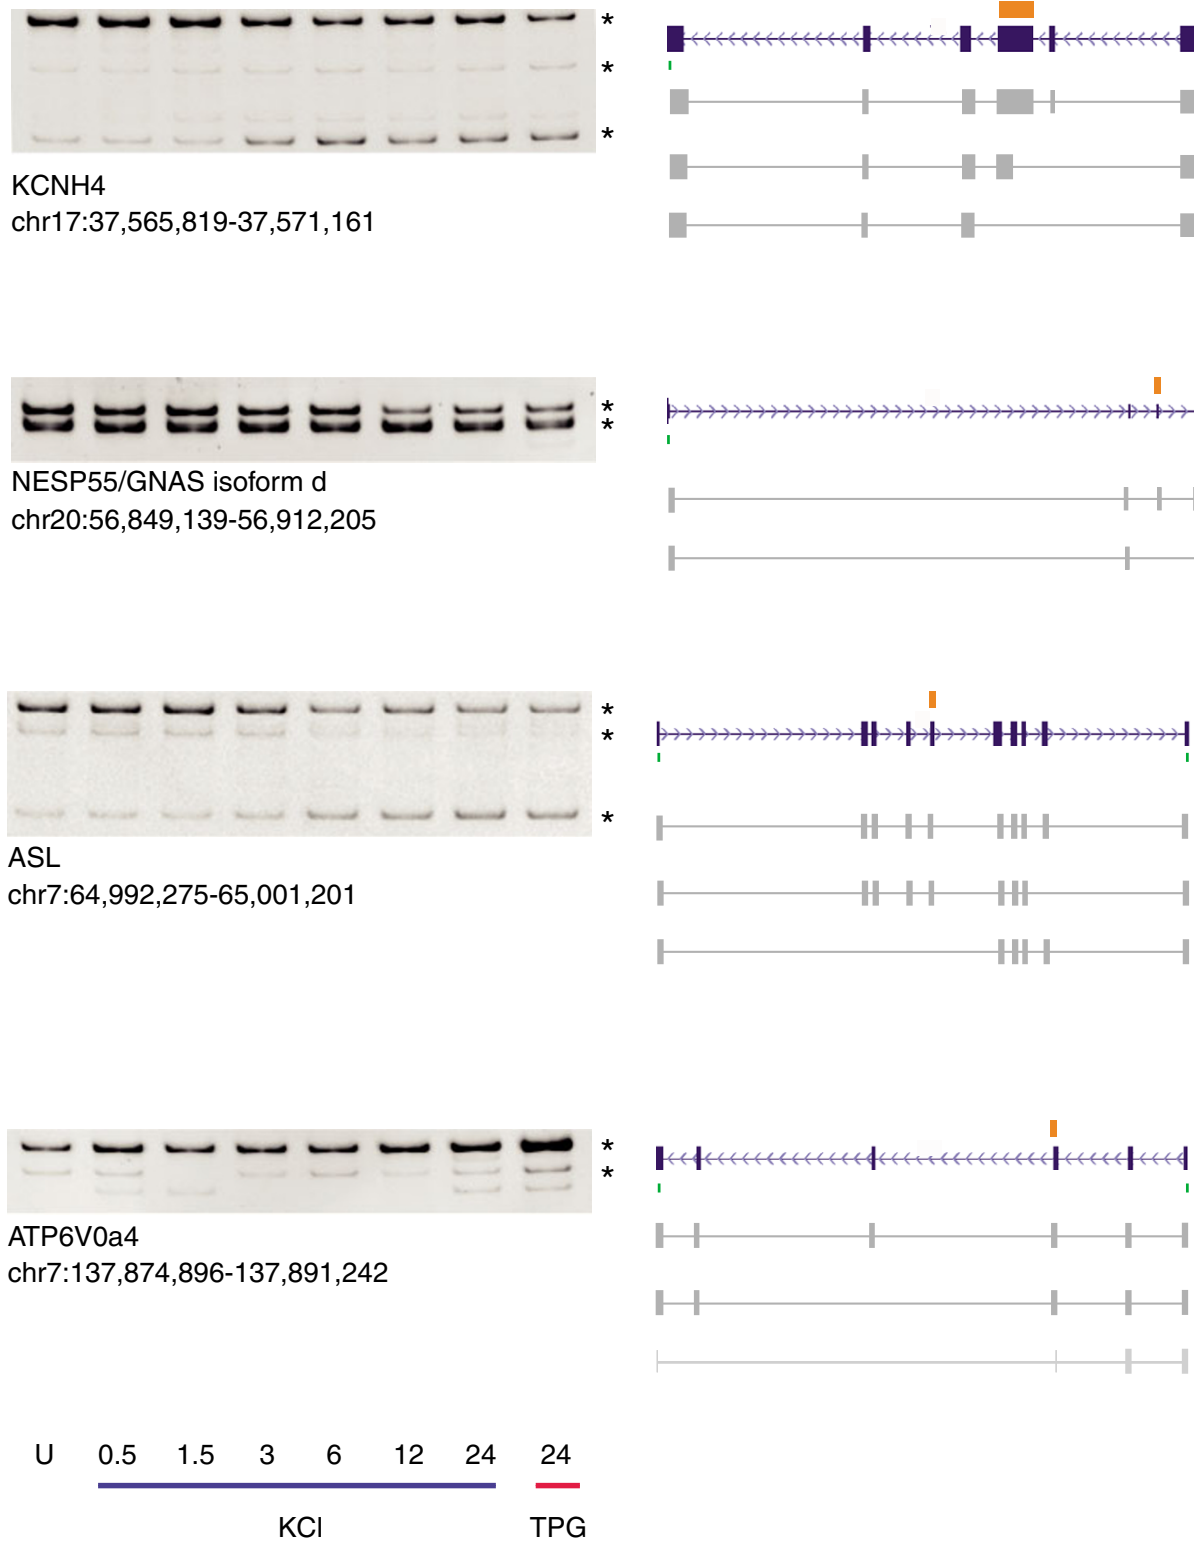 *
*
*
KCNH4
chr17:37,565,819-37,571,161
*
*
NESP55/GNAS isoform d
chr20:56,849,139-56,912,205
*
*
*
ASL
chr7:64,992,275-65,001,201
*
*
ATP6V0a4
chr7:137,874,896-137,891,242
U 0.5 1.5 3 6 12 24 24
KCl TPG